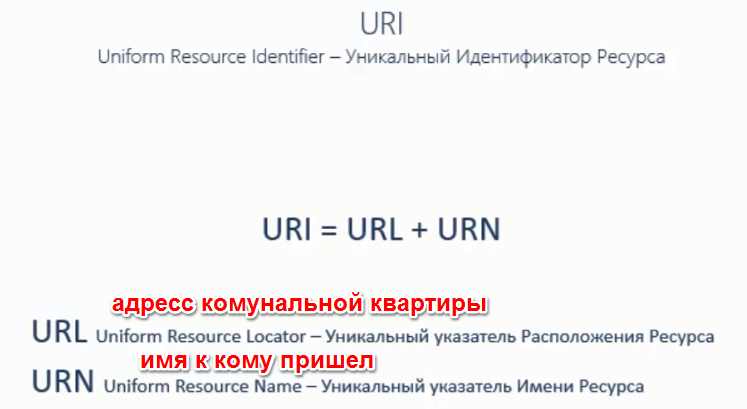 URI
Uniform Resource Identifier – Уникальный Идентификатор Ресурса
URI = URL + URN
адресс комунальной квартиры
URL Uniform Resource Locator – Уникальный указатель Расположения Ресурса
имя к кому пришел
URN Uniform Resource Name – Уникальный указатель Имени Ресурса